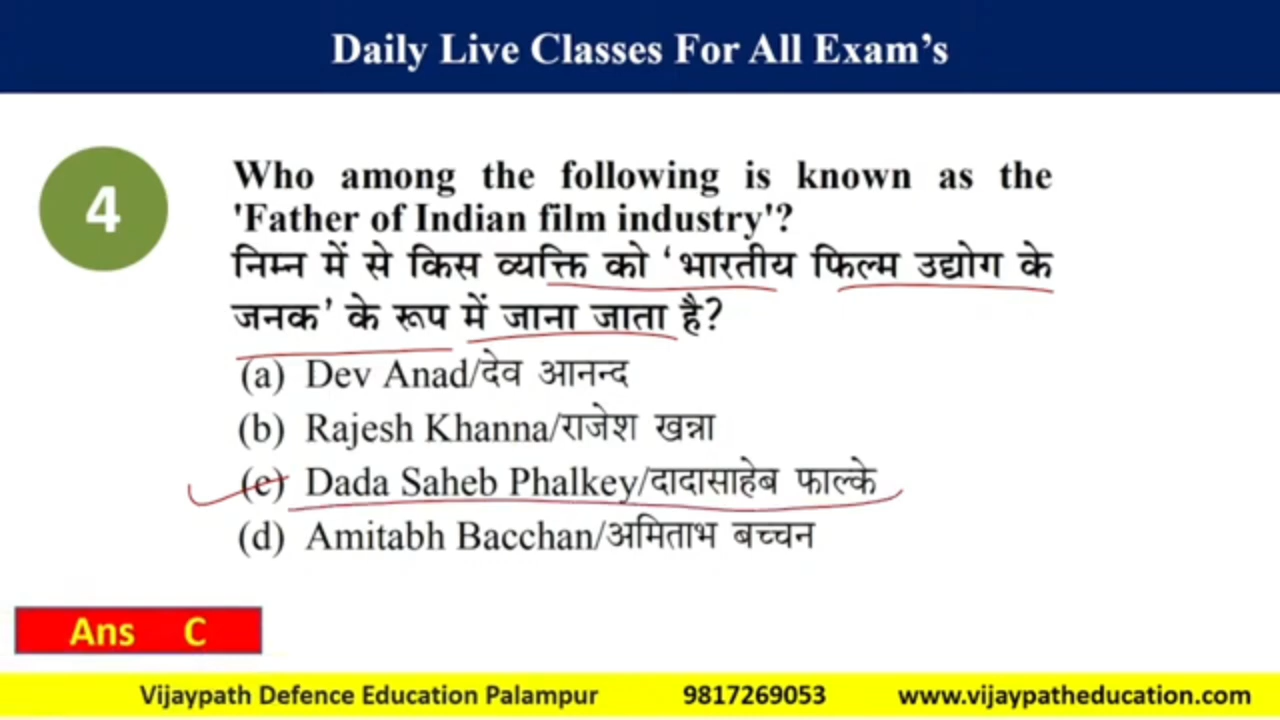 Daily Live Classes For All Exam's
4
Who among the following is known as the
'Father of Indian film industry'?
निम्न में से किस व्यक्ति को ‘भारतीय फिल्म उद्योग के
जनक’ के रूप में जाना जाता है?
(a) Dev Anad/देव आनन्द
(b) Rajesh Khanna/राजेश खन्ना
(c) Dada Saheb Phalkey/दादासाहेब फाल्के
(d) Amitabh Bacchan/अमिताभ बच्चन
Ans C
Vijaypath Defence Education Palampur 9817269053 www.vijaypatheducation.com